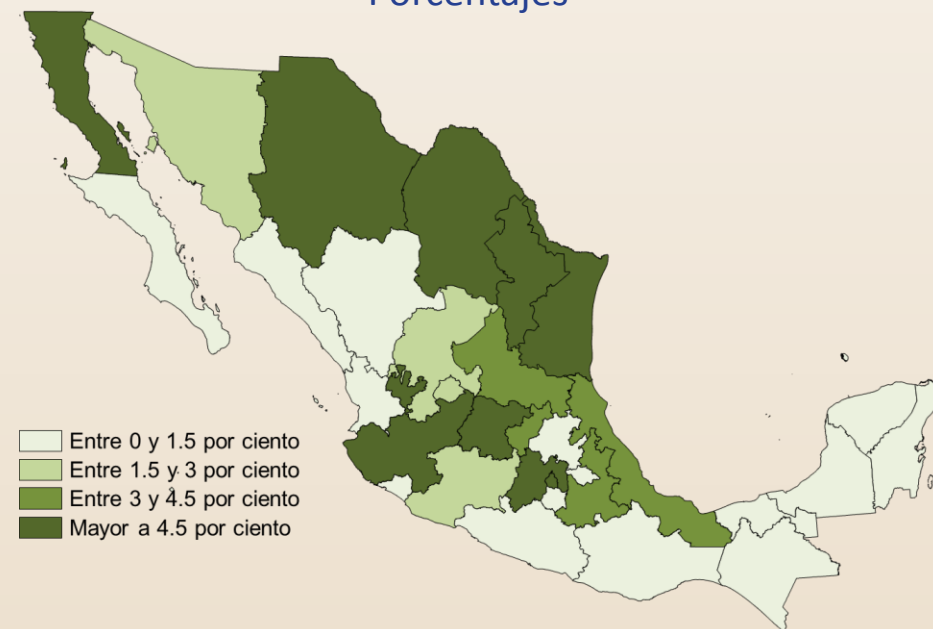 Porcentajes
Entre 0 y 1.5 por ciento
Entre 1.5 y 3 por ciento
Entre 3 y 4.5 por ciento
Mayor a 4.5 por ciento